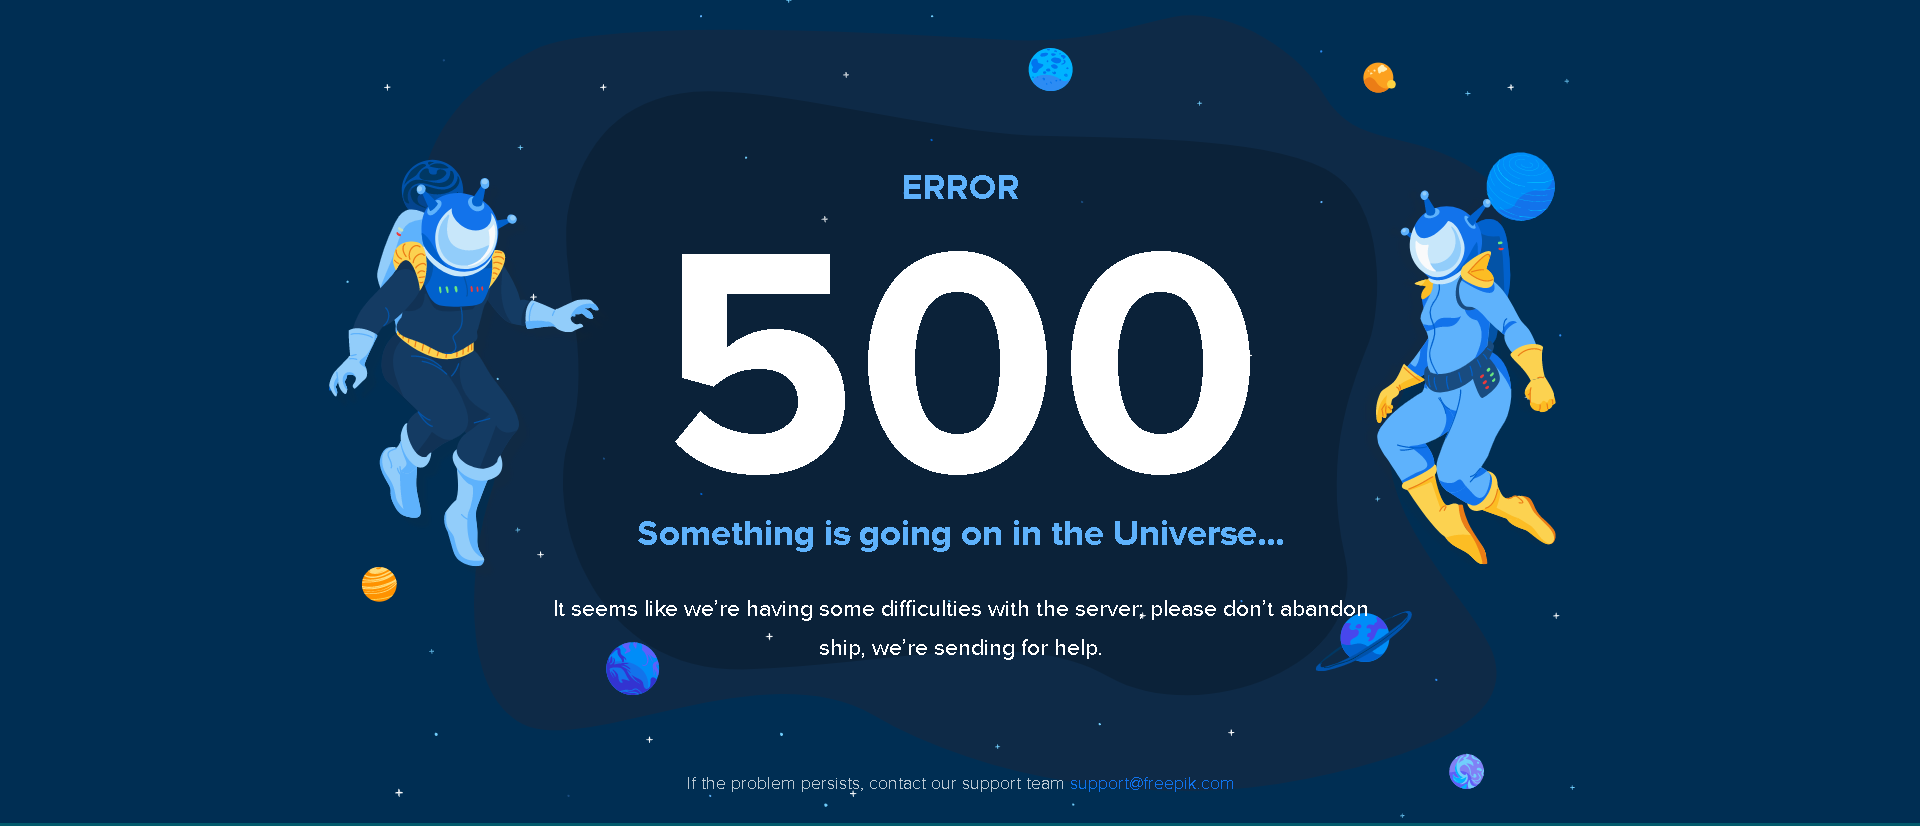 ERROR
500
Something is going on in the Universe...
It seems like we’re having some difficulties with the server; please don’t abandon
ship, we’re sending for help.
If the problem persists, contact our support team support@freepik.com